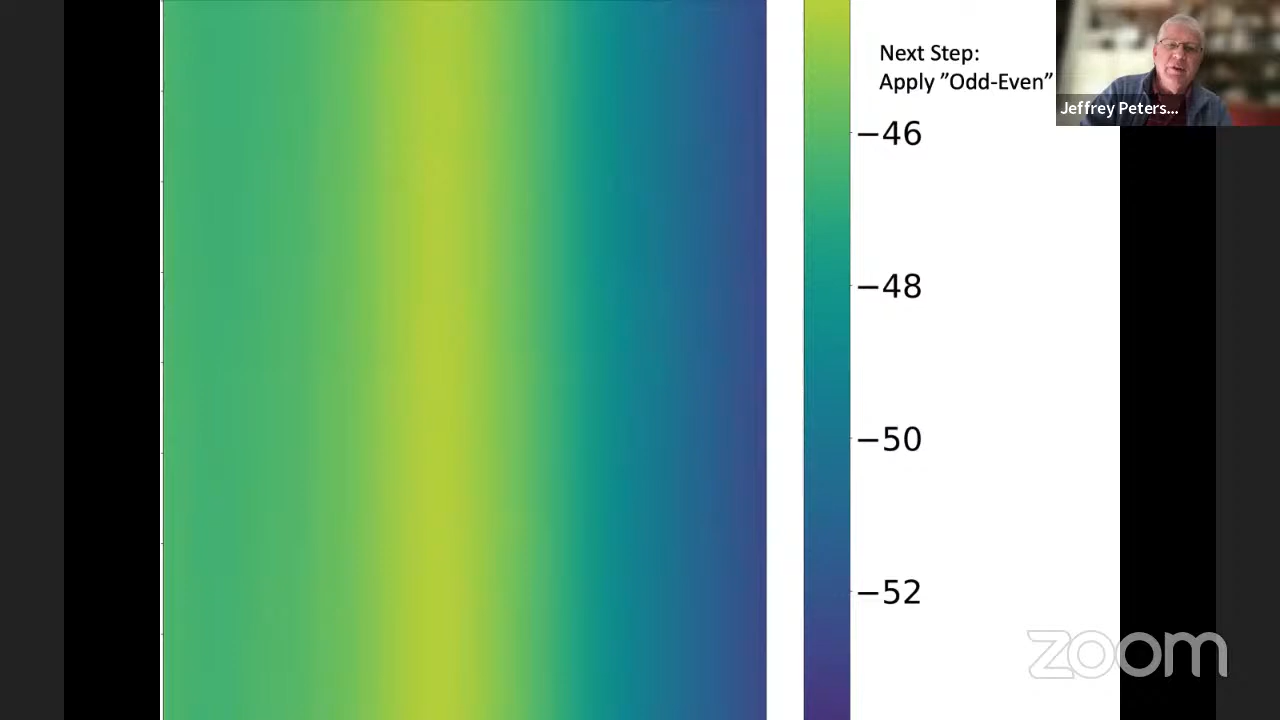 Next Step:
Apply ”Odd-Even”
Jeffrey Peters...
−46
−48
−50
−52
zoom